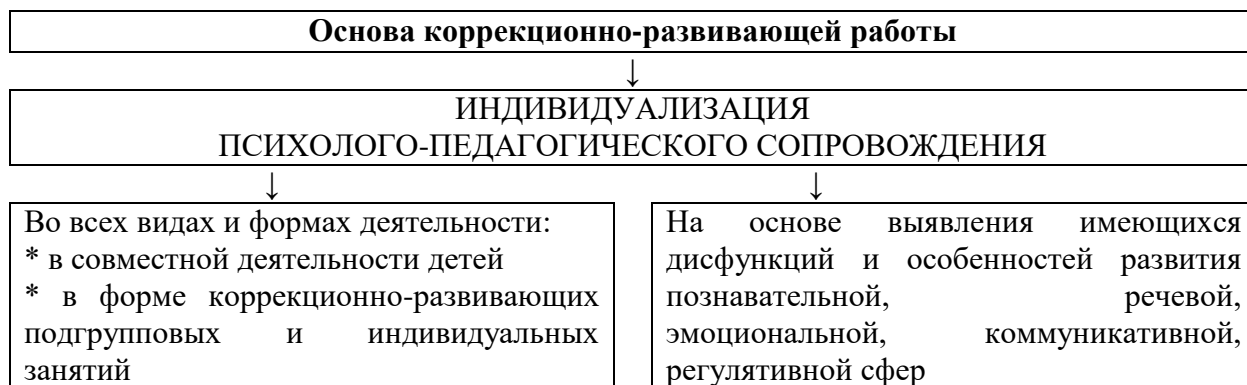 Основа коррекционно-развивающей работы
↓
ИНДИВИДУАЛИЗАЦИЯ
ПСИХОЛОГО-ПЕДАГОГИЧЕСКОГО СОПРОВОЖДЕНИЯ
↓ ↓
Во всех видах и формах деятельности:
* в совместной деятельности детей
* в форме коррекционно-развивающих
подгрупповых и индивидуальных
занятий
На основе выявления имеющихся
дисфункций и особенностей развития
познавательной, речевой,
эмоциональной, коммуникативной,
регулятивной сфер